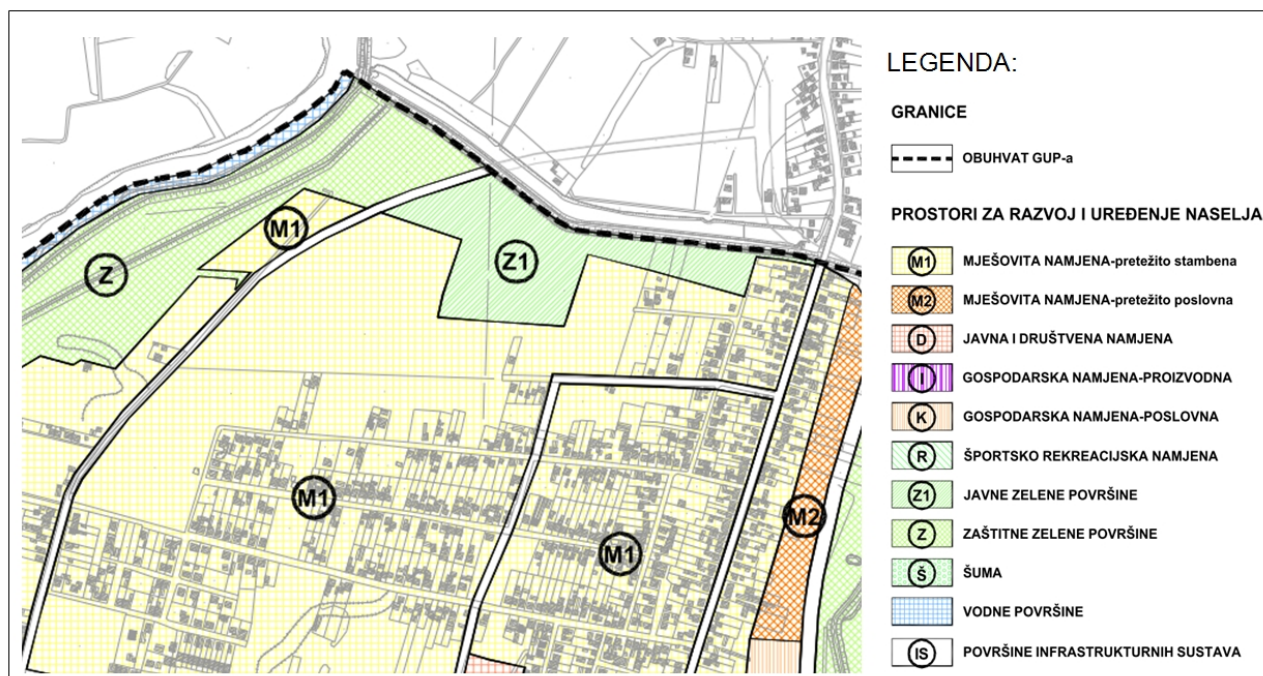 M1
Z1
Z
M2
M1
M1
LEGENDA:
GRANICE
OBUHVAT GUP-a
PROSTORI ZA RAZVOJ I UREĐENJE NASELJA
M1 MJEŠOVITA NAMJENA-pretežito stambena
M2 MJEŠOVITA NAMJENA-pretežito poslovna
D JAVNA I DRUŠTVENA NAMJENA
I GOSPODARSKA NAMJENA-PROIZVODNA
K GOSPODARSKA NAMJENA-POSLOVNA
R ŠPORTSKO REKREACIJSKA NAMJENA
Z1 JAVNE ZELENE POVRŠINE
Z ZAŠTITNE ZELENE POVRŠINE
Š ŠUMA
VODNE POVRŠINE
IS POVRŠINE INFRASTRUKTURNIH SUSTAVA